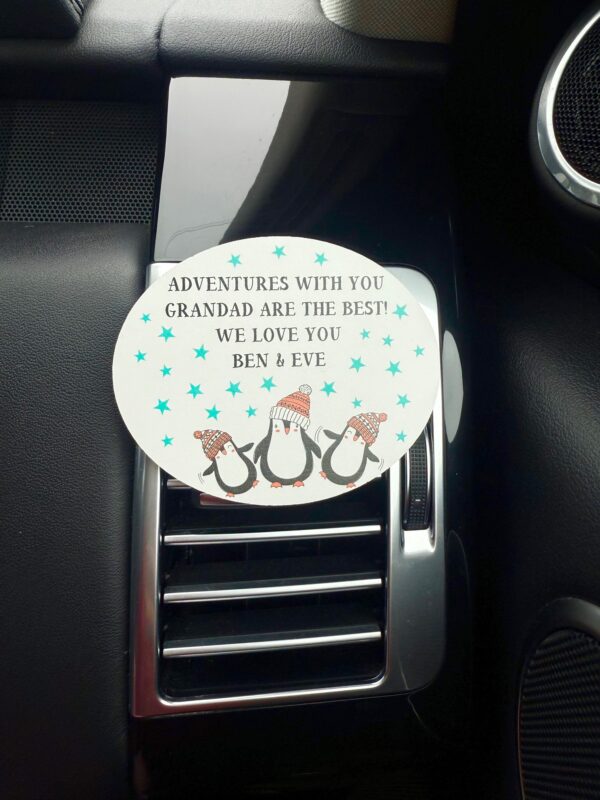 ADVENTURES WITH YOU
GRANDAD ARE THE BEST!
WE LOVE YOU
BEN & EVE